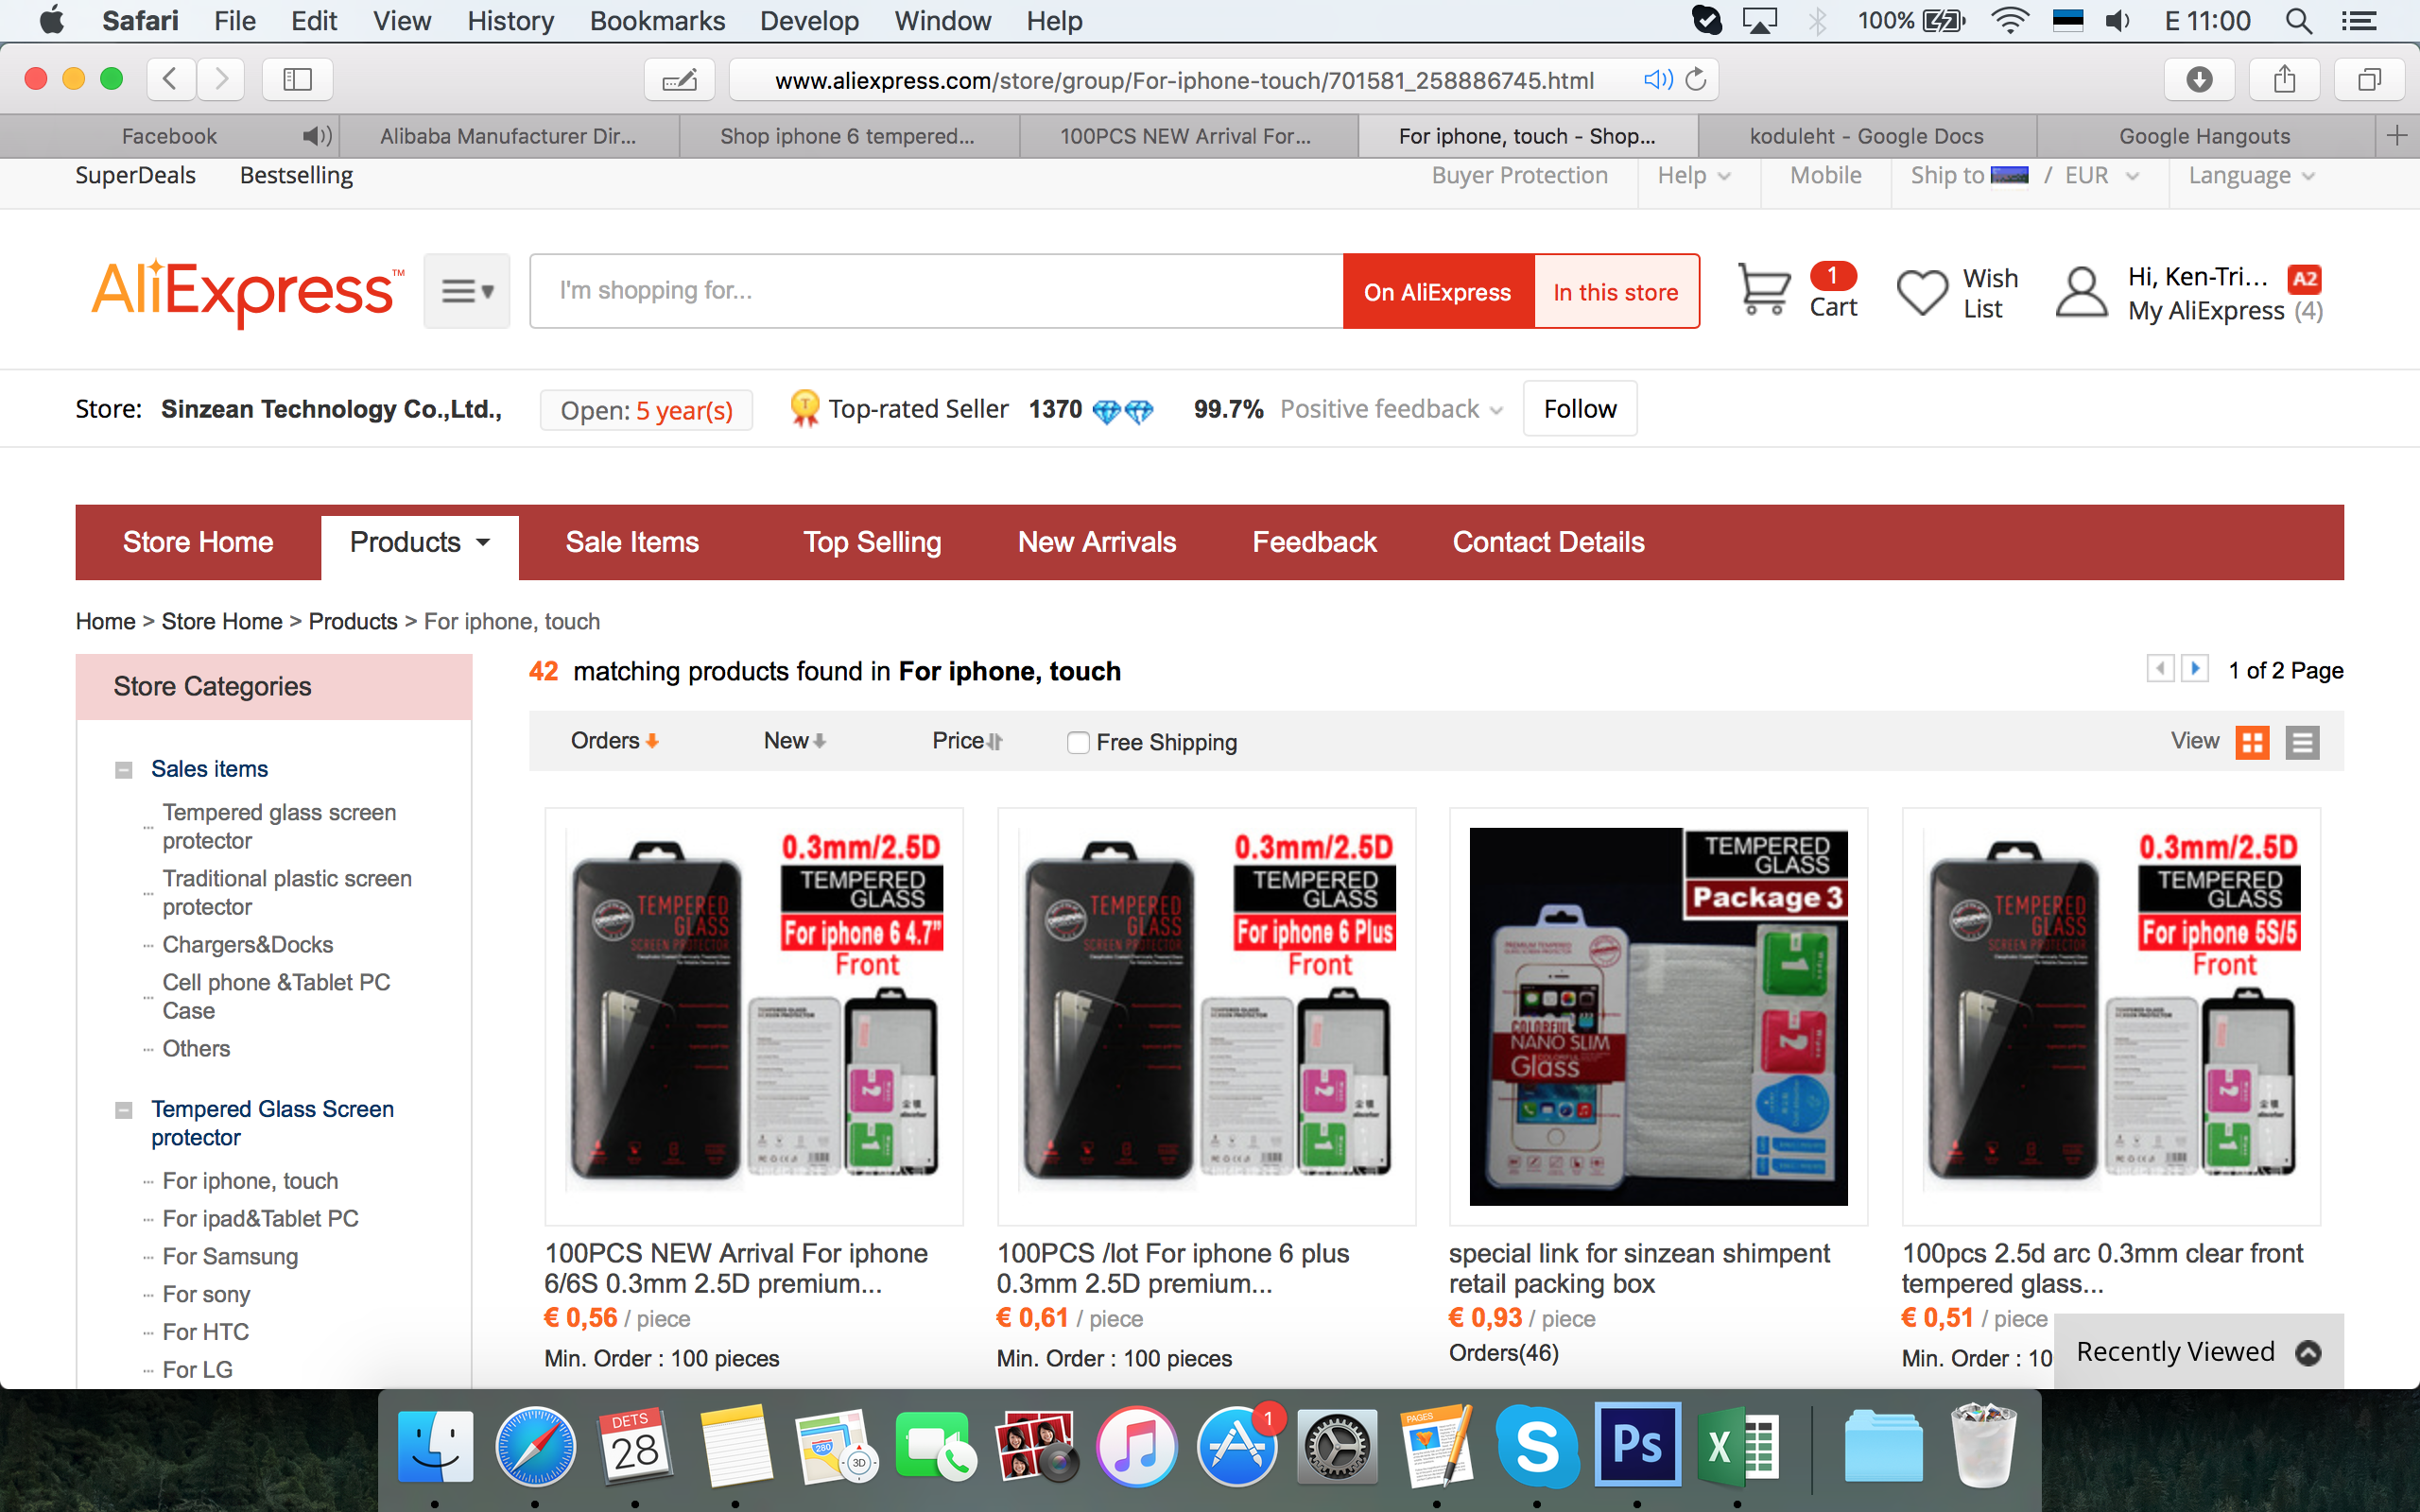 Safari File Edit View History Bookmarks Develop Window Help 100% E 11:00
www.aliexpress.com/store/group/For-iphone-touch/701581_258886745.html
Facebook Alibaba Manufacturer Dir... Shop iphone 6 tempered... 100PCS NEW Arrival For... For iphone, touch - Shop... koduleht - Google Docs Google Hangouts
SuperDeals Bestselling Buyer Protection Help Mobile Ship to / EUR Language
AliExpress™ I'm shopping for... On AliExpress In this store 1 Cart Wish List Hi, Ken-Tri... A2 My AliExpress (4)
Store: Sinzean Technology Co.,Ltd., Open: 5 year(s) Top-rated Seller 1370 99.7% Positive feedback Follow
Store Home Products Sale Items Top Selling New Arrivals Feedback Contact Details
Home > Store Home > Products > For iphone, touch
Store Categories
Sales items
Tempered glass screen
protector
Traditional plastic screen
protector
Chargers&Docks
Cell phone &Tablet PC
Case
Others
Tempered Glass Screen
protector
For iphone, touch
For ipad&Tablet PC
For Samsung
For sony
For HTC
For LG
42 matching products found in For iphone, touch 1 of 2 Page
Orders New Price Free Shipping View
0.3mm/2.5D
TEMPERED
GLASS
For iphone 6 4.7"
Front
TEMPERED
GLASS
SCREEN PROTECTOR
2
1
100PCS NEW Arrival For iphone
6/6S 0.3mm 2.5D premium...
€ 0,56 / piece
Min. Order : 100 pieces
0.3mm/2.5D
TEMPERED
GLASS
For iphone 6 Plus
Front
TEMPERED
GLASS
SCREEN PROTECTOR
2
1
100PCS /lot For iphone 6 plus
0.3mm 2.5D premium...
€ 0,61 / piece
Min. Order : 100 pieces
TEMPERED
GLASS
Package 3
COLORFUL
NANO SLIM
Glass
1
2
special link for sinzean shimpent
retail packing box
€ 0,93 / piece
Orders(46)
0.3mm/2.5D
TEMPERED
GLASS
For iphone 5S/5
Front
TEMPERED
GLASS
SCREEN PROTECTOR
2
1
100pcs 2.5d arc 0.3mm clear front
tempered glass...
€ 0,51 / piece
Min. Order : 10
Recently Viewed
DETS
28
280
3D
1
PAGES
S
Ps
X